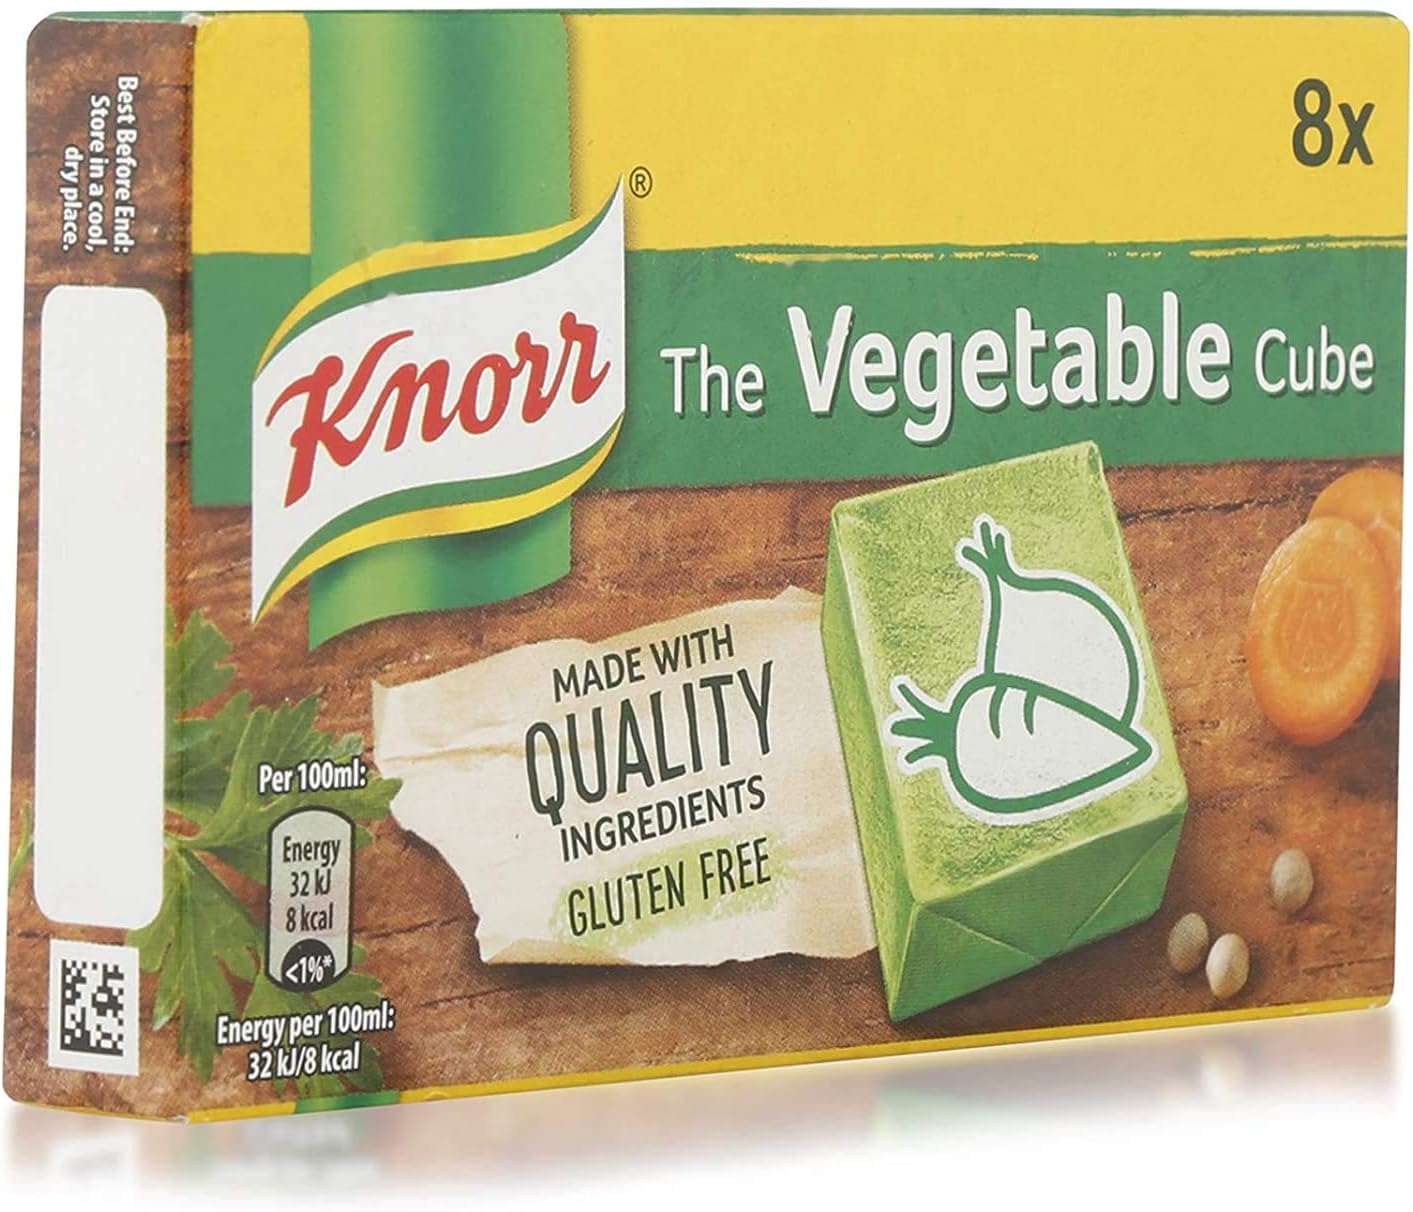 Best Before End:
Store in a cool,
dry place.
8x
Knorr®
The Vegetable Cube
MADE WITH
QUALITY
INGREDIENTS
GLUTEN FREE
Per 100ml:
Energy
32 kJ
8 kcal
<1%*
Energy per 100ml:
32 kJ/8 kcal